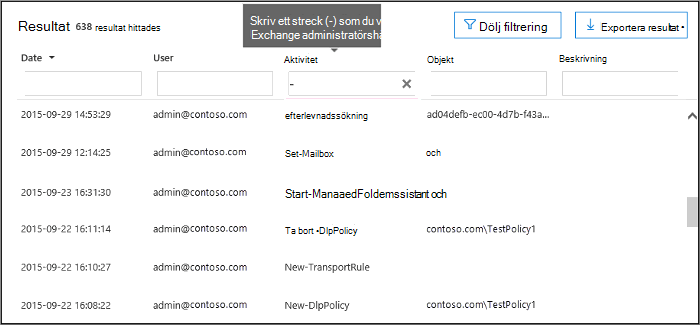 Skriv ett streck (-) som du v
Exchange administratörsha
Resultat 638 resultat hittades
Dölj filtrering
Exportera resultat
Date User Aktivitet Objekt Beskrivning
-
2015-09-29 14:53:29 admin@contoso.com efterlevnadssökning ad04defb-ec00-4d7b-f43a...
2015-09-29 12:14:25 admin@contoso.com Set-Mailbox och
2015-09-23 16:31:30 admin@contoso.com Start-ManaaedFoldemssistant och
2015-09-22 16:11:14 admin@contoso.com Ta bort •DlpPolicy contoso.com\TestPolicy1
2015-09-22 16:10:27 admin@contoso.com New-TransportRule
2015-09-22 16:08:22 admin@contoso.com New-DlpPolicy contoso.com\TestPolicy1